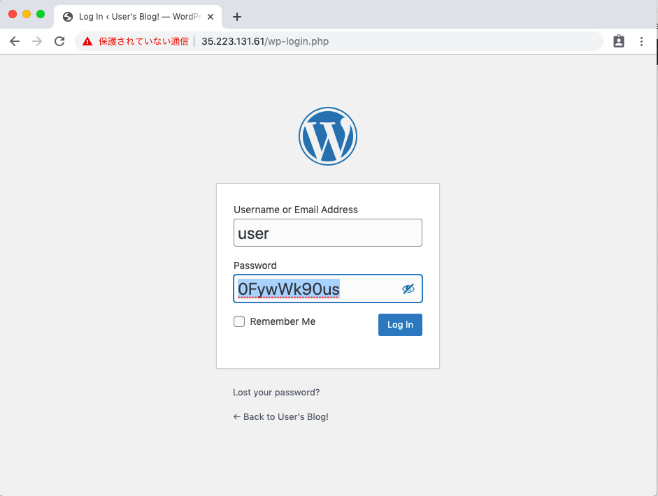 Log In ‹ User's Blog! — WordPr
保護されていない通信 | 35.223.131.61/wp-login.php
Username or Email Address
user
Password
0FywWk90us
Remember Me
Log In
Lost your password?
← Back to User's Blog!